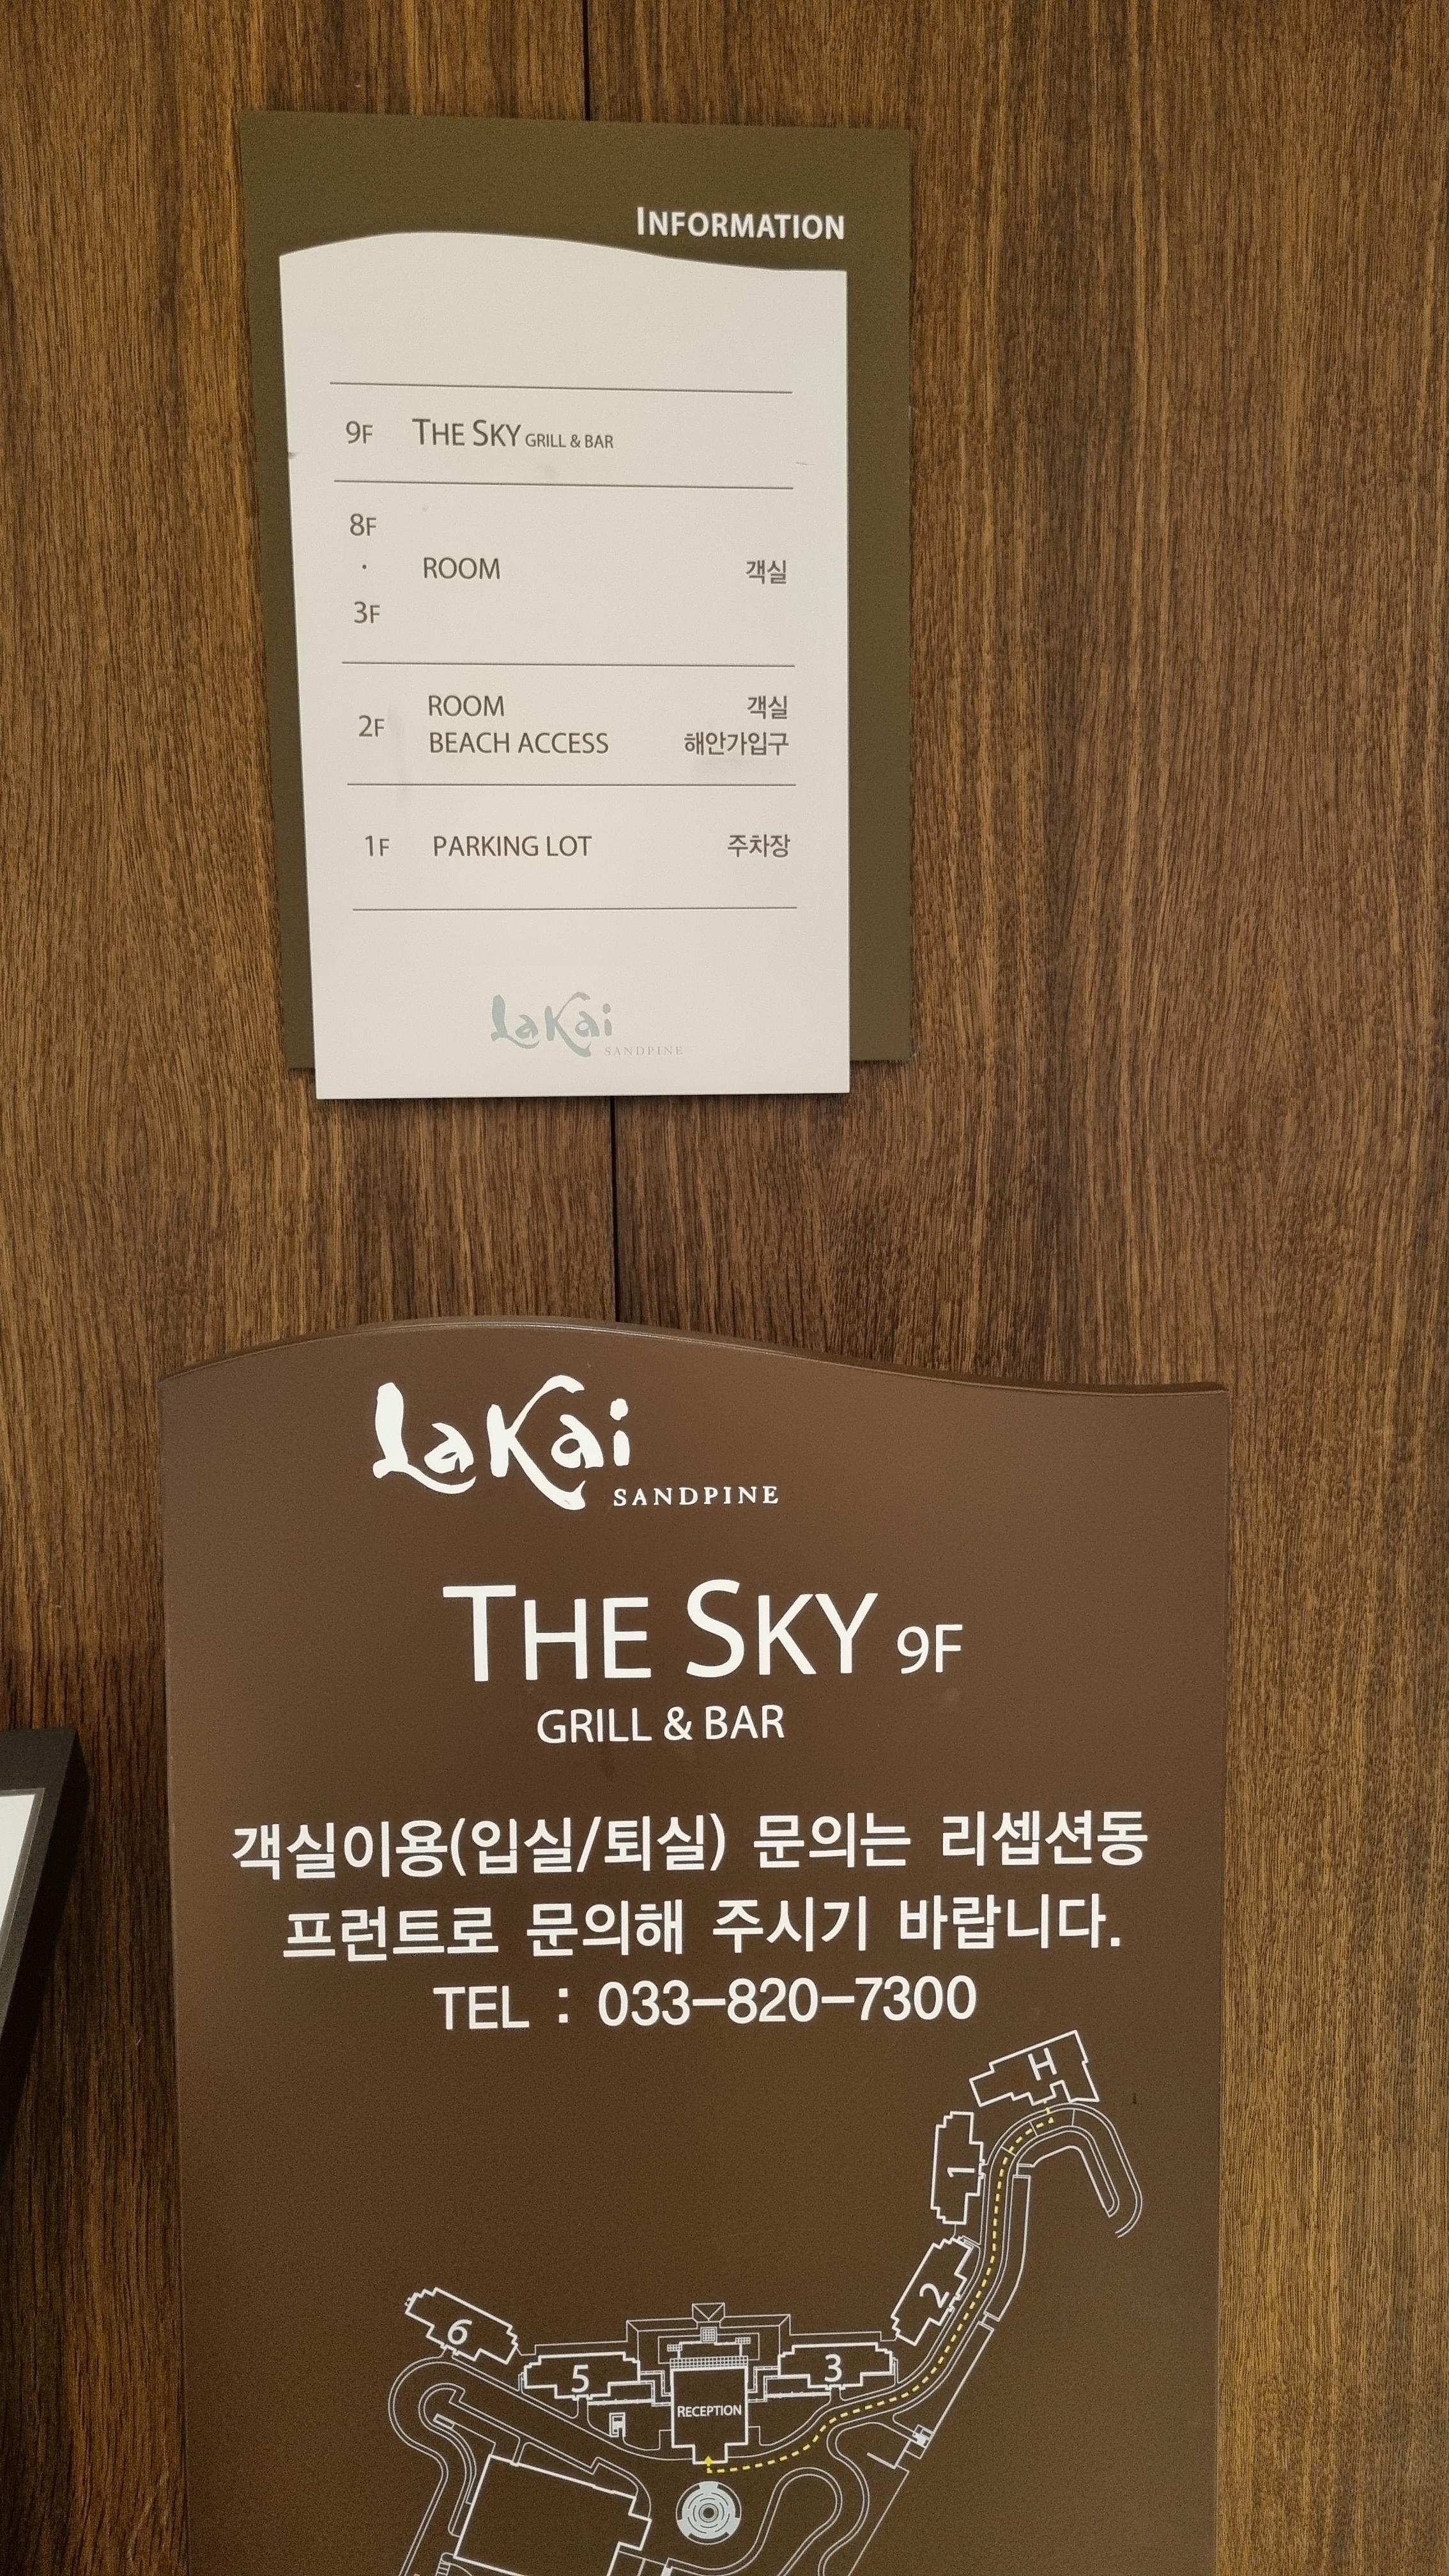 INFORMATION
9F THE SKY GRILL & BAR
8F
· ROOM 객실
3F
ROOM 객실
2F
BEACH ACCESS 해안가입구
1F PARKING LOT 주차장
LaKai
SANDPINE
LaKai
SANDPINE
THE SKY 9F
GRILL & BAR
객실이용(입실/퇴실) 문의는 리셉션동
프런트로 문의해 주시기 바랍니다.
TEL : 033-820-7300
H
1
2
6
5
3
RECEPTION